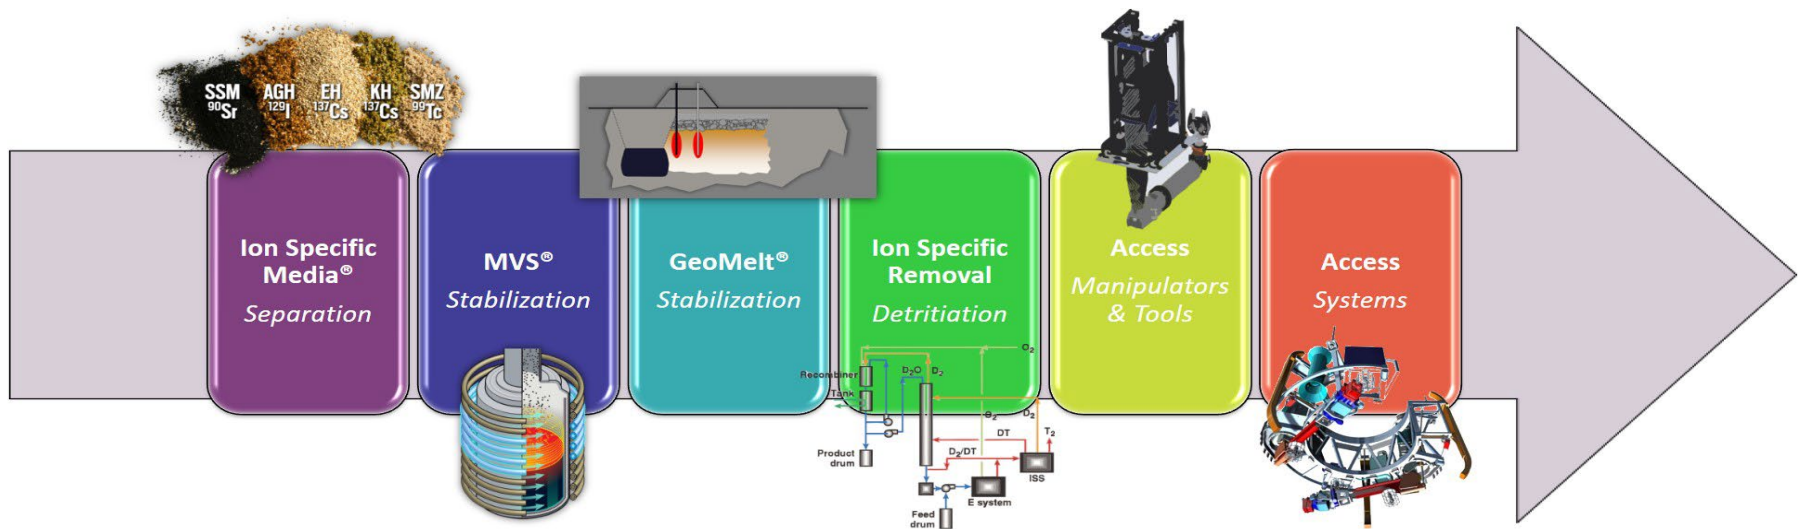 SSM AGH EH KH SMZ
⁹⁰Sr ¹²⁹I ¹³⁷Cs ¹³⁷Cs ⁹⁹Tc
Ion Specific
Media®
Separation
MVS®
Stabilization
GeoMelt®
Stabilization
Ion Specific
Removal
Detritiation
Access
Manipulators
& Tools
Access
Systems
O₂
Recombiner
D₂O D₂
Tank
O₂
D₂
DT
T₂
Product
drum
D₂/DT
ISS
E system
Feed
drum